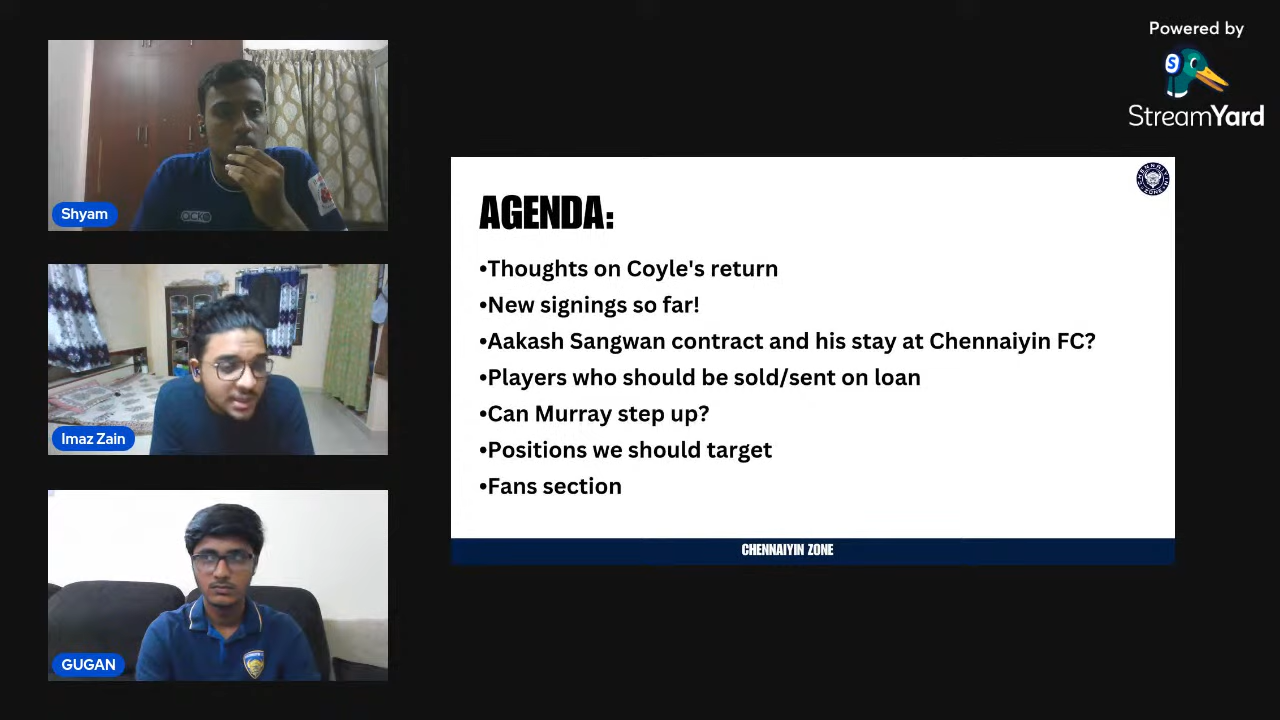 Powered by
S
StreamYard
Shyam
Imaz Zain
GUGAN
CHENNAIYIN
ZONE
AGENDA:
•Thoughts on Coyle's return
•New signings so far!
•Aakash Sangwan contract and his stay at Chennaiyin FC?
•Players who should be sold/sent on loan
•Can Murray step up?
•Positions we should target
•Fans section
CHENNAIYIN ZONE